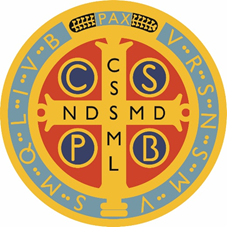 PAX
V·R·S·N·S·M·V
S·M·Q·L·I·V·B
C S
P B
CSSML
NDSMD